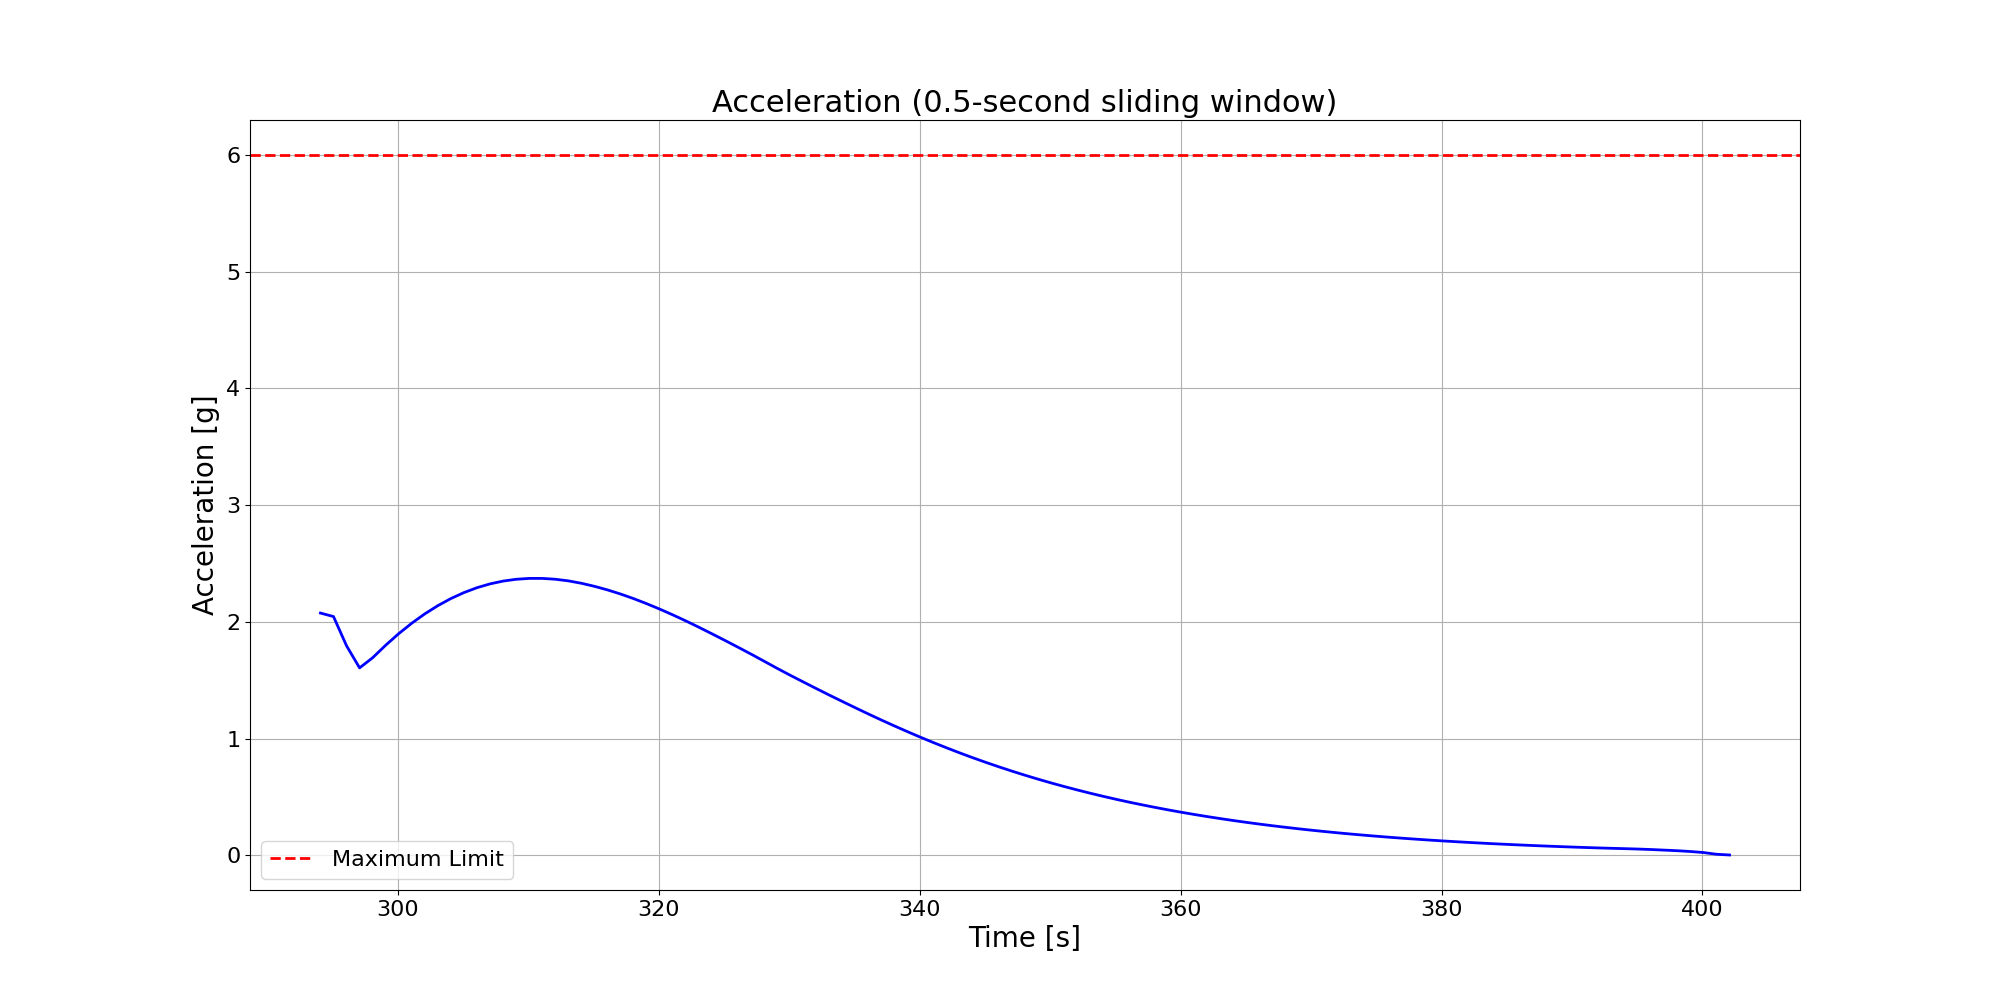 Acceleration (0.5-second sliding window)
6
5
4
3
2
1
0
Acceleration [g]
Maximum Limit
300 320 340 360 380 400
Time [s]